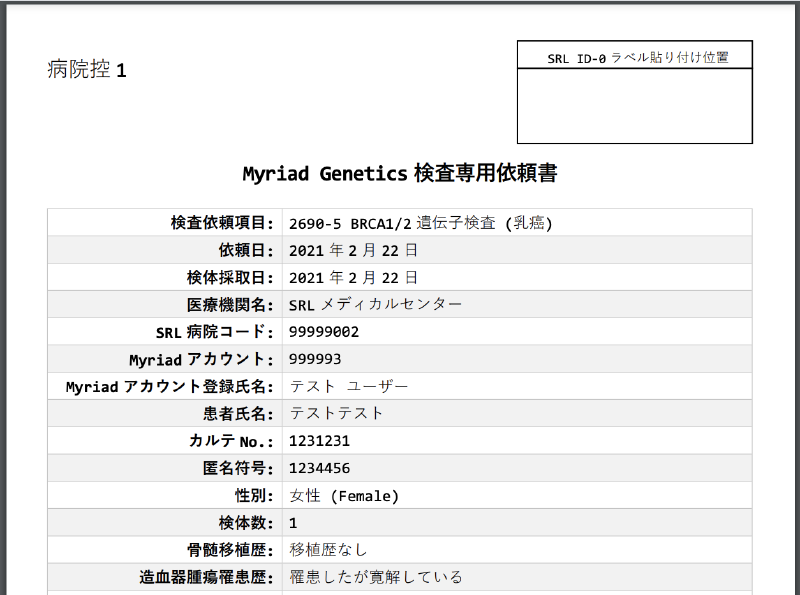 病院控 1
SRL ID-0 ラベル貼り付け位置
Myriad Genetics 検査専用依頼書
検査依頼項目: 2690-5 BRCA1/2 遺伝子検査 (乳癌)
依頼日: 2021 年 2 月 22 日
検体採取日: 2021 年 2 月 22 日
医療機関名: SRL メディカルセンター
SRL 病院コード: 99999002
Myriad アカウント: 999993
Myriad アカウント登録氏名: テスト ユーザー
患者氏名: テストテスト
カルテ No.: 1231231
匿名符号: 1234456
性別: 女性 (Female)
検体数: 1
骨髄移植歴: 移植歴なし
造血器腫瘍罹患歴: 罹患したが寛解している